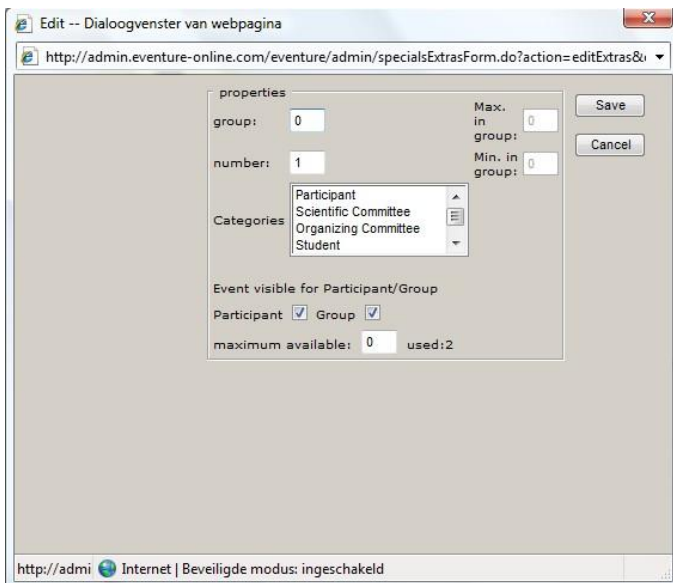 Edit -- Dialoogvenster van webpagina
http://admin.eventure-online.com/eventure/admin/specialsExtrasForm.do?action=editExtras&
properties
group: 0
Max. in group: 0
Save
Cancel
number: 1
Min. in group: 0
Categories
Participant
Scientific Committee
Organizing Committee
Student
Event visible for Participant/Group
Participant Group
maximum available: 0 used:2
http://admi Internet | Beveiligde modus: ingeschakeld